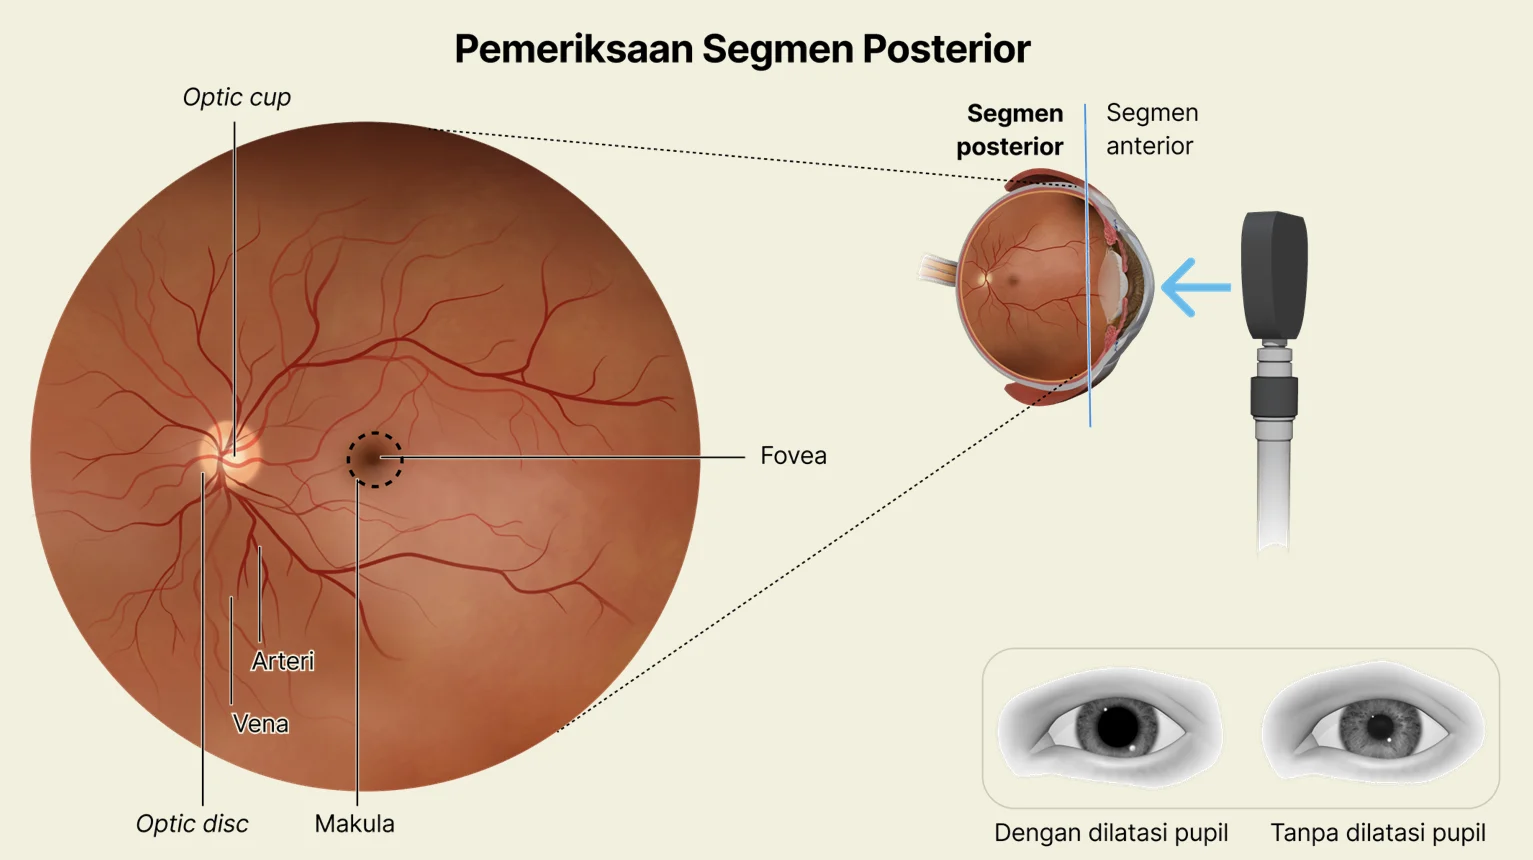 Pemeriksaan Segmen Posterior
Optic cup
Segmen
posterior
Segmen
anterior
Fovea
Arteri
Vena
Optic disc
Makula
Dengan dilatasi pupil
Tanpa dilatasi pupil